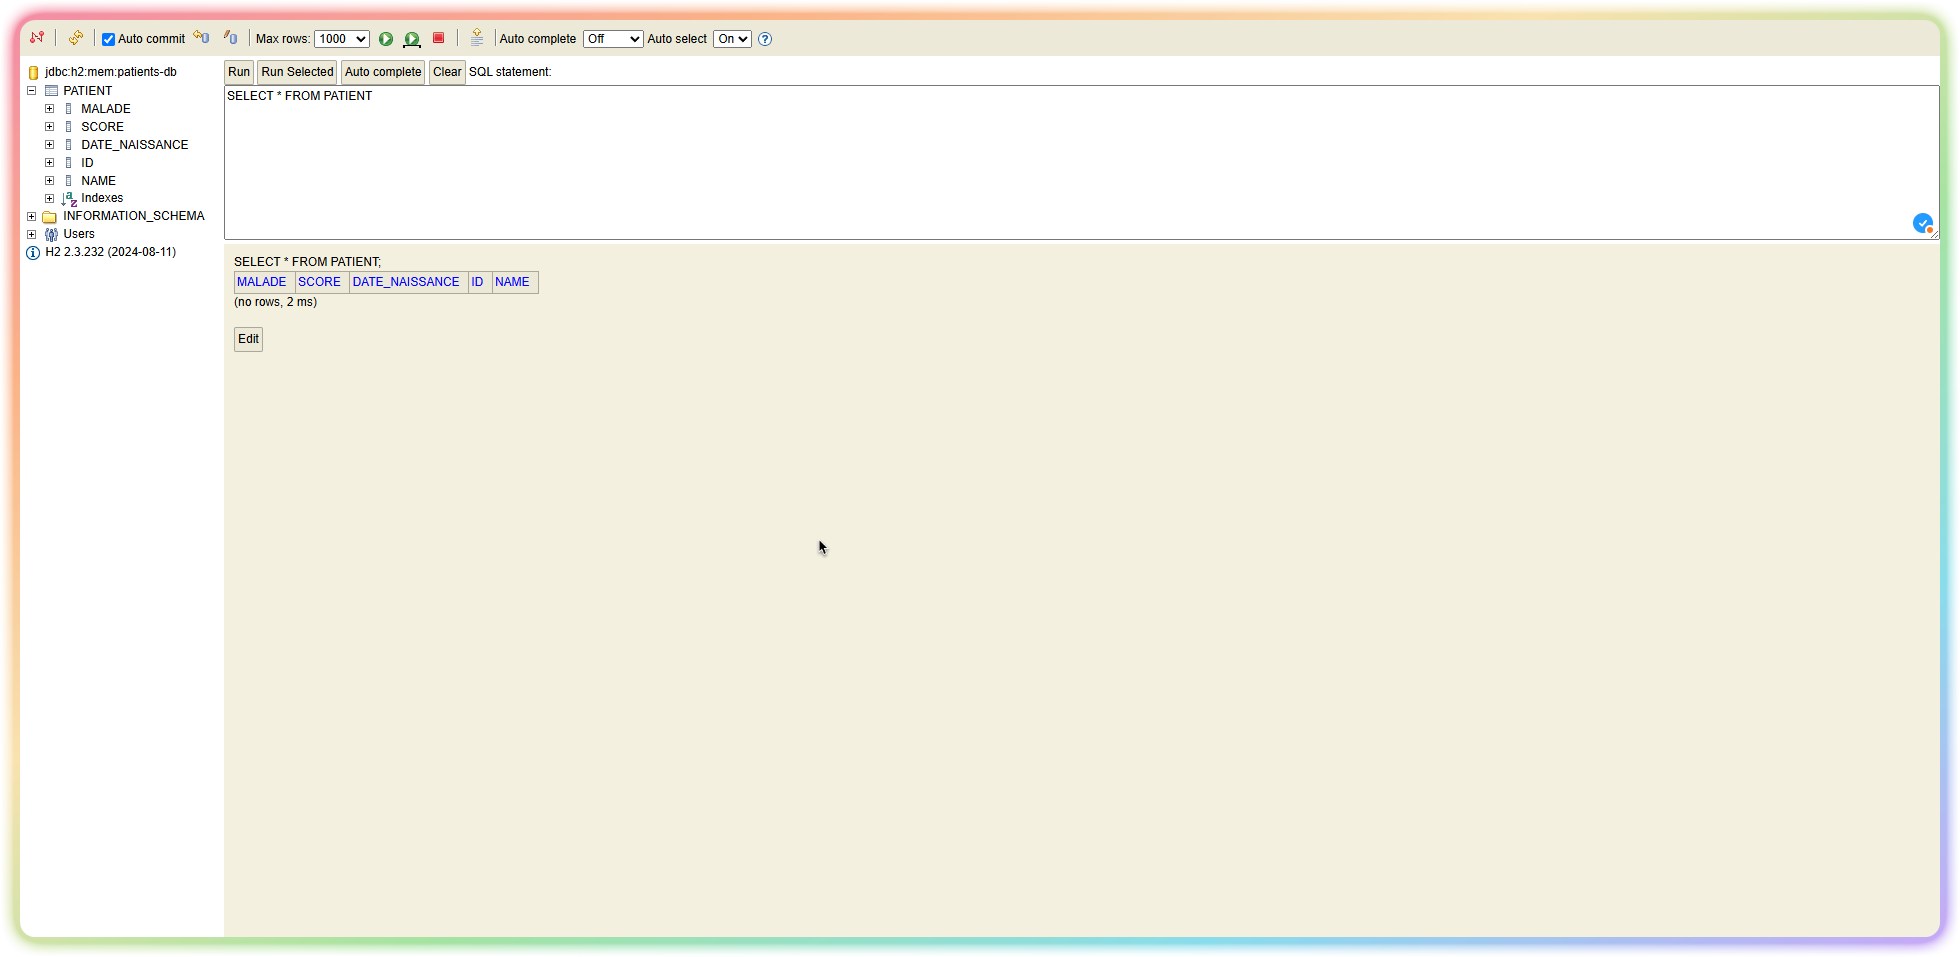 Auto commit Max rows: 1000 Auto complete Off Auto select On ?
jdbc:h2:mem:patients-db
PATIENT
MALADE
SCORE
DATE_NAISSANCE
ID
NAME
Indexes
INFORMATION_SCHEMA
Users
H2 2.3.232 (2024-08-11)
Run Run Selected Auto complete Clear SQL statement:
SELECT * FROM PATIENT
SELECT * FROM PATIENT;
MALADE SCORE DATE_NAISSANCE ID NAME
(no rows, 2 ms)
Edit